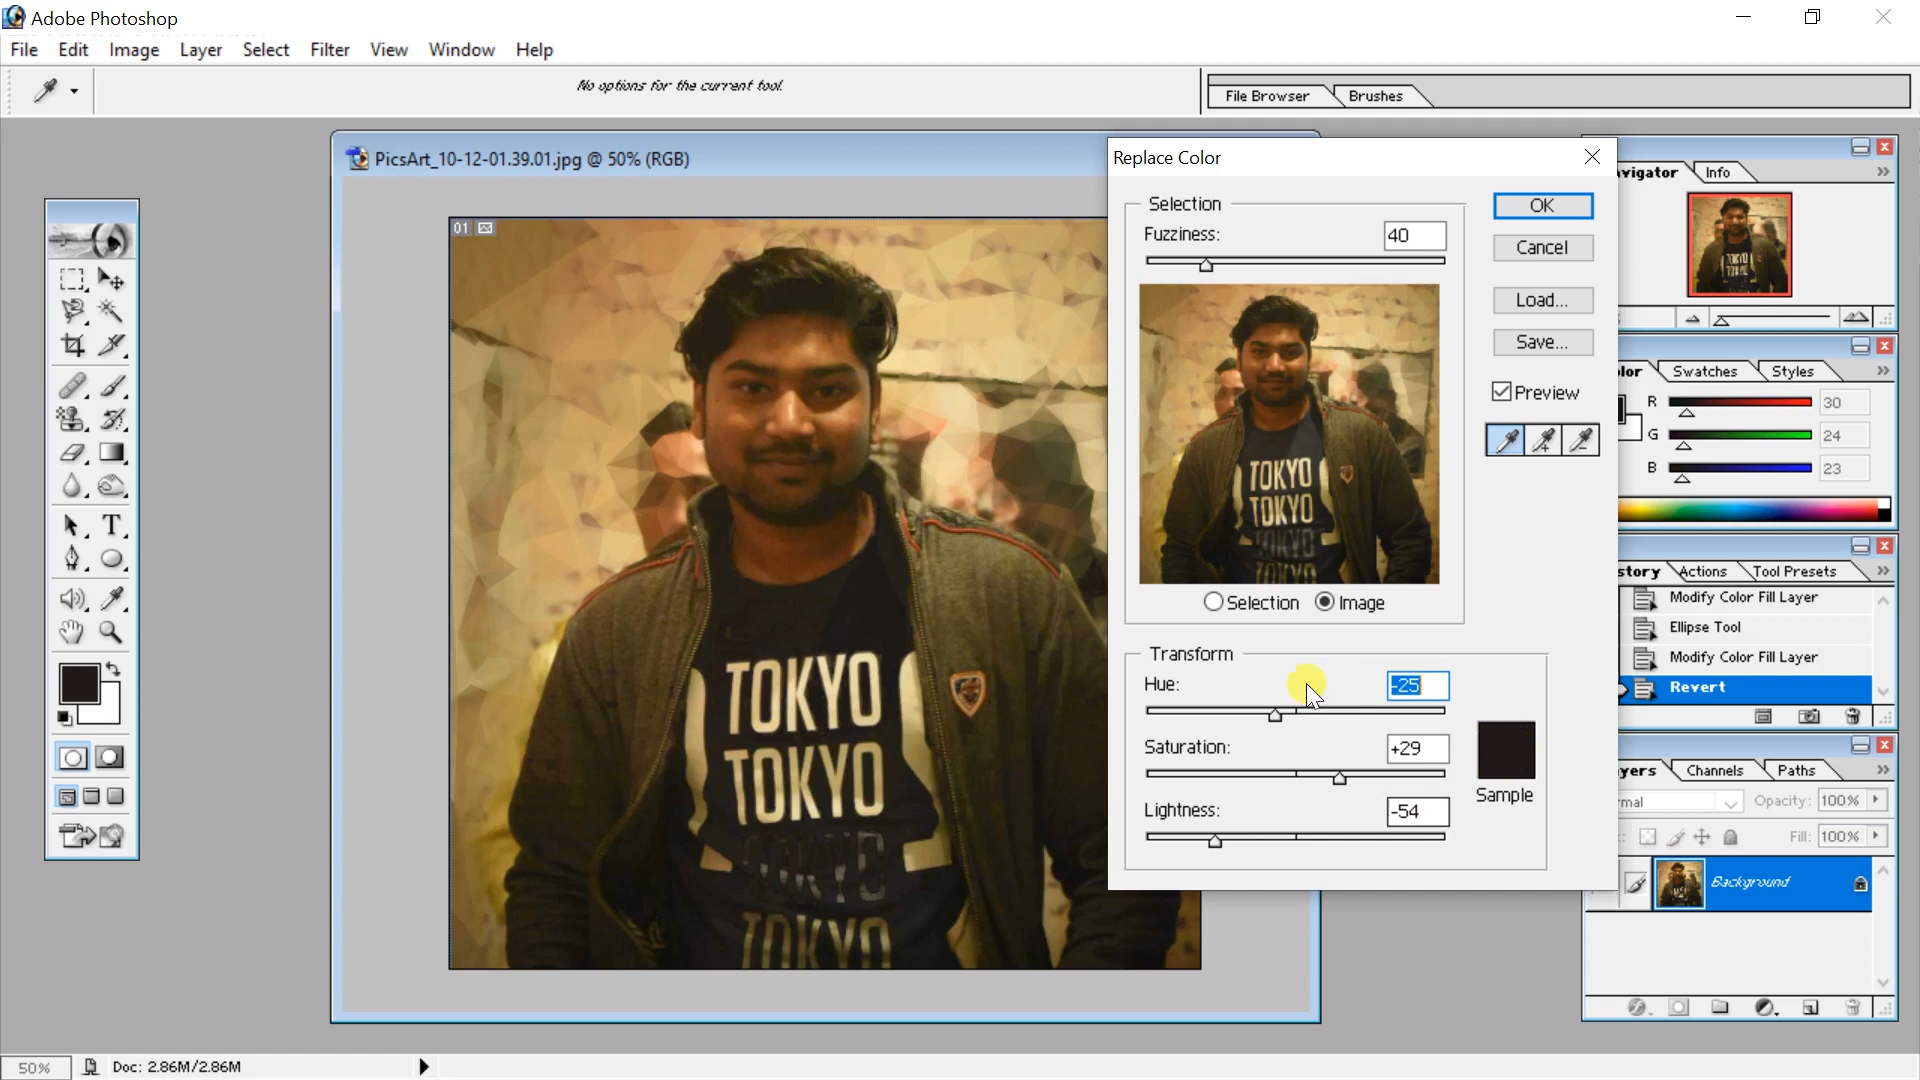 Adobe Photoshop
File Edit Image Layer Select Filter View Window Help
No options for the current tool.
File Browser Brushes
PicsArt_10-12-01.39.01.jpg @ 50% (RGB)
01
TOKYO
TOKYO
TOKYO
TOKYO
Replace Color
Selection
Fuzziness: 40
TOKYO
TOKYO
TOKYO
Selection Image
Transform
Hue: -25
Saturation: +29
Lightness: -54
Sample
OK
Cancel
Load...
Save...
Preview
vigator Info
lor Swatches Styles
R 30
G 24
B 23
story Actions Tool Presets
Modify Color Fill Layer
Ellipse Tool
Modify Color Fill Layer
Revert
yers Channels Paths
mal Opacity: 100%
Fill: 100%
Background
50% Doc: 2.86M/2.86M